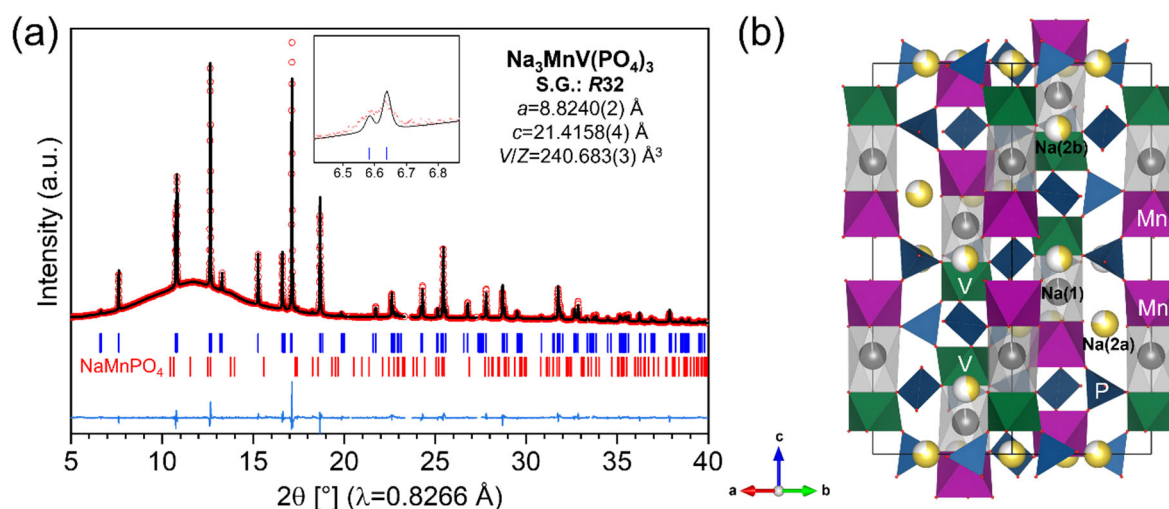 (a)
Intensity (a.u.)
6.5 6.6 6.7 6.8
Na₃MnV(PO₄)₃
S.G.: R32
a=8.8240(2) Å
c=21.4158(4) Å
V/Z=240.683(3) Å³
NaMnPO₄
5 10 15 20 25 30 35 40
2θ [°] (λ=0.8266 Å)
(b)
Na(2b)
Mn
V
Na(1)
Mn
Na(2a)
V
P
c
a
b